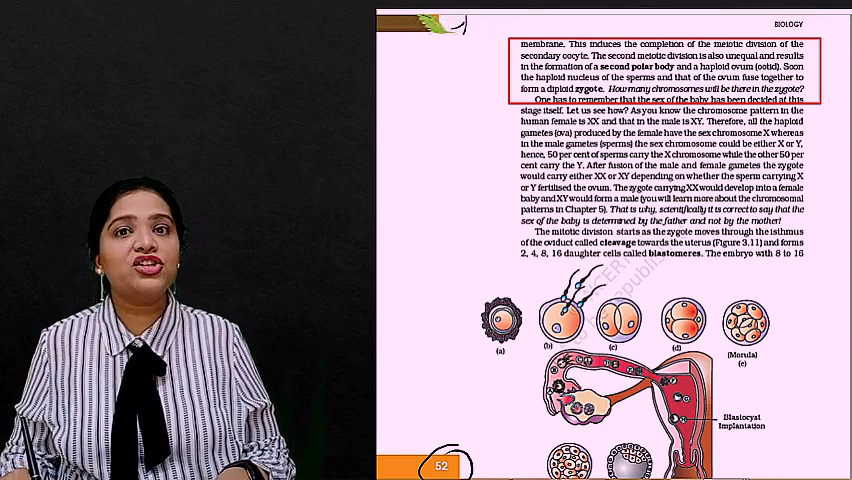 BIOLOGY
membrane. This induces the completion of the meiotic division of the
secondary oocyte. The second meiotic division is also unequal and results
in the formation of a second polar body and a haploid ovum (ootid). Soon
the haploid nucleus of the sperms and that of the ovum fuse together to
form a diploid zygote. How many chromosomes will be there in the zygote?
One has to remember that the sex of the baby has been decided at this
stage itself. Let us see how? As you know the chromosome pattern in the
human female is XX and that in the male is XY. Therefore, all the haploid
gametes (ova) produced by the female have the sex chromosome X whereas
in the male gametes (sperms) the sex chromosome could be either X or Y,
hence, 50 per cent of sperms carry the X chromosome while the other 50 per
cent carry the Y. After fusion of the male and female gametes the zygote
would carry either XX or XY depending on whether the sperm carrying X
or Y fertilised the ovum. The zygote carrying XX would develop into a female
baby and XY would form a male (you will learn more about the chromosomal
patterns in Chapter 5). That is why, scientifically it is correct to say that the
sex of the baby is determined by the father and not by the mother!
The mitotic division starts as the zygote moves through the isthmus
of the oviduct called cleavage towards the uterus (Figure 3.11) and forms
2, 4, 8, 16 daughter cells called blastomeres. The embryo with 8 to 16
(a)
(b)
(c)
(d)
(Morula)
(e)
Blastocyst
Implantation
52